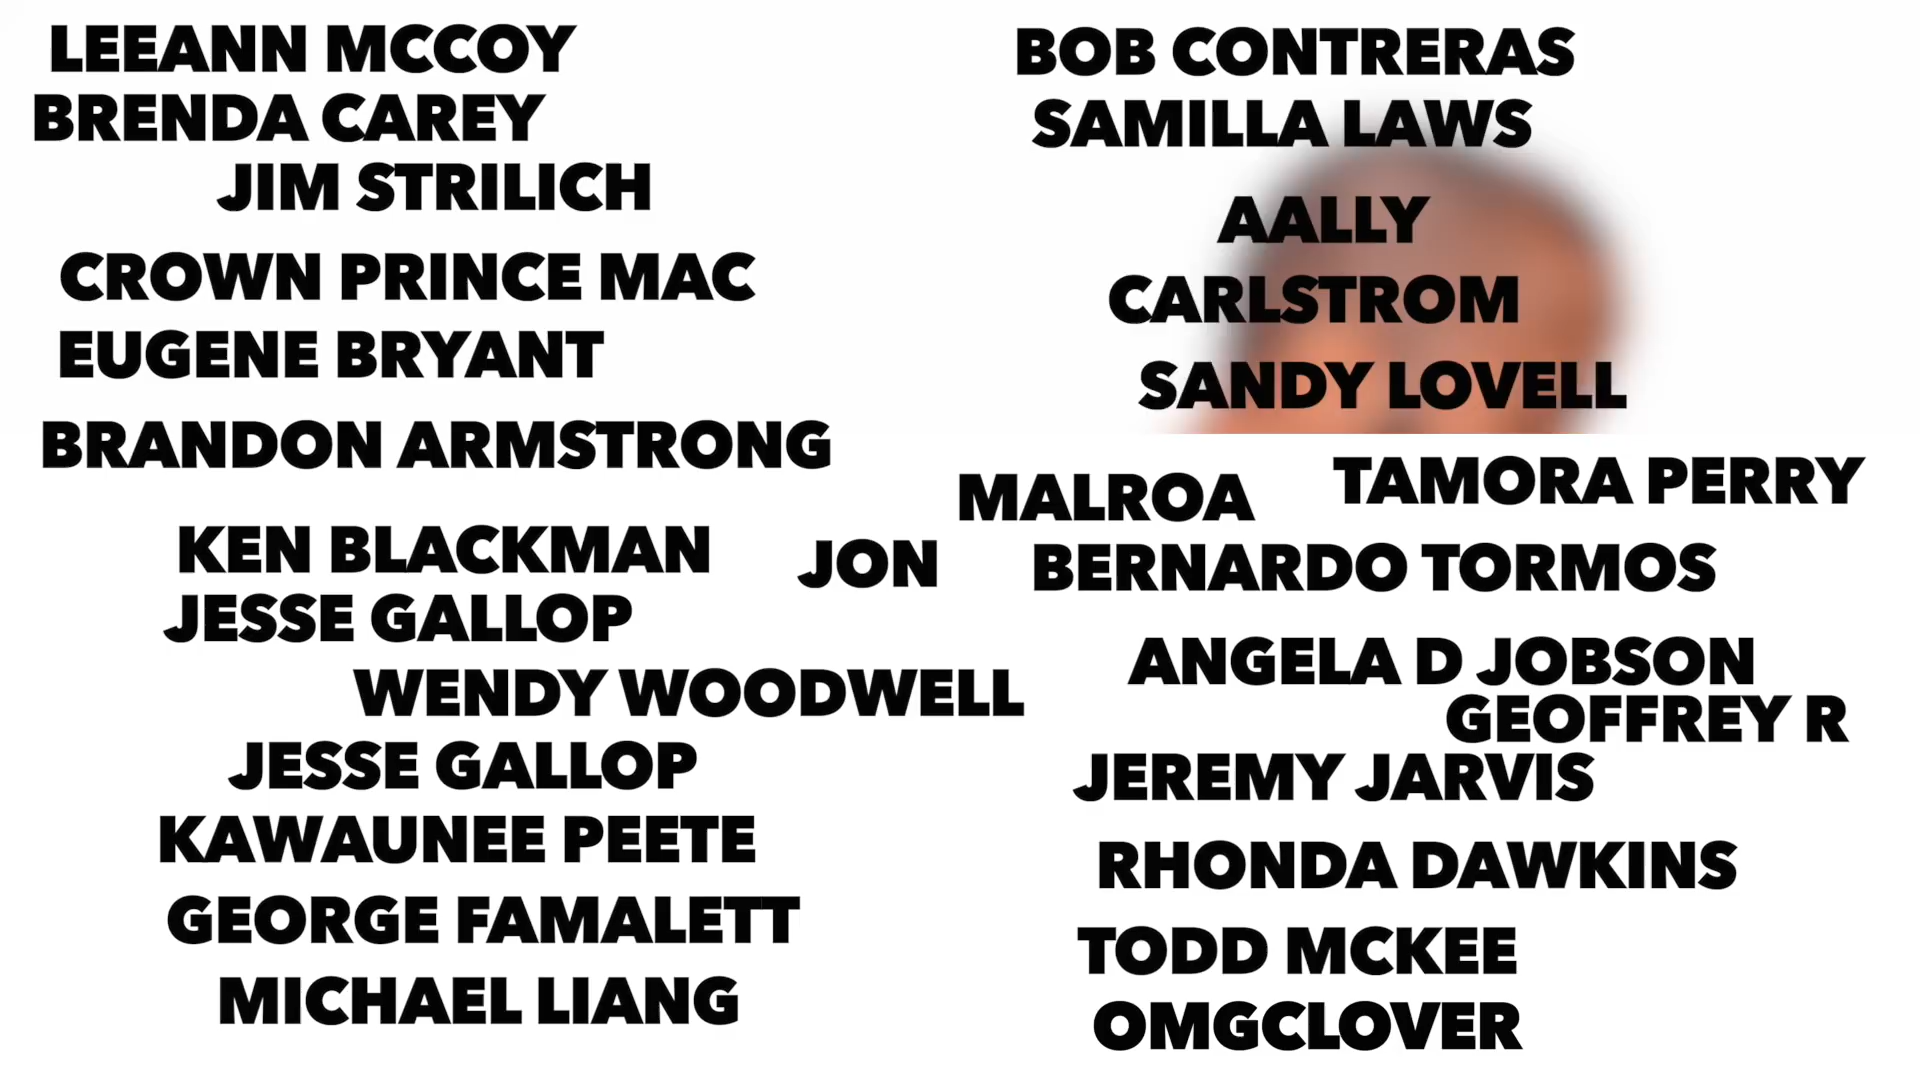 LEEANN MCCOY
BRENDA CAREY
JIM STRILICH
CROWN PRINCE MAC
EUGENE BRYANT
BRANDON ARMSTRONG
KEN BLACKMAN
JON
JESSE GALLOP
WENDY WOODWELL
JESSE GALLOP
KAWAUNEE PEETE
GEORGE FAMALETT
MICHAEL LIANG
BOB CONTRERAS
SAMILLA LAWS
AALLY
CARLSTROM
SANDY LOVELL
MALROA
TAMORA PERRY
BERNARDO TORMOS
ANGELA D JOBSON
GEOFFREY R
JEREMY JARVIS
RHONDA DAWKINS
TODD MCKEE
OMGCLOVER